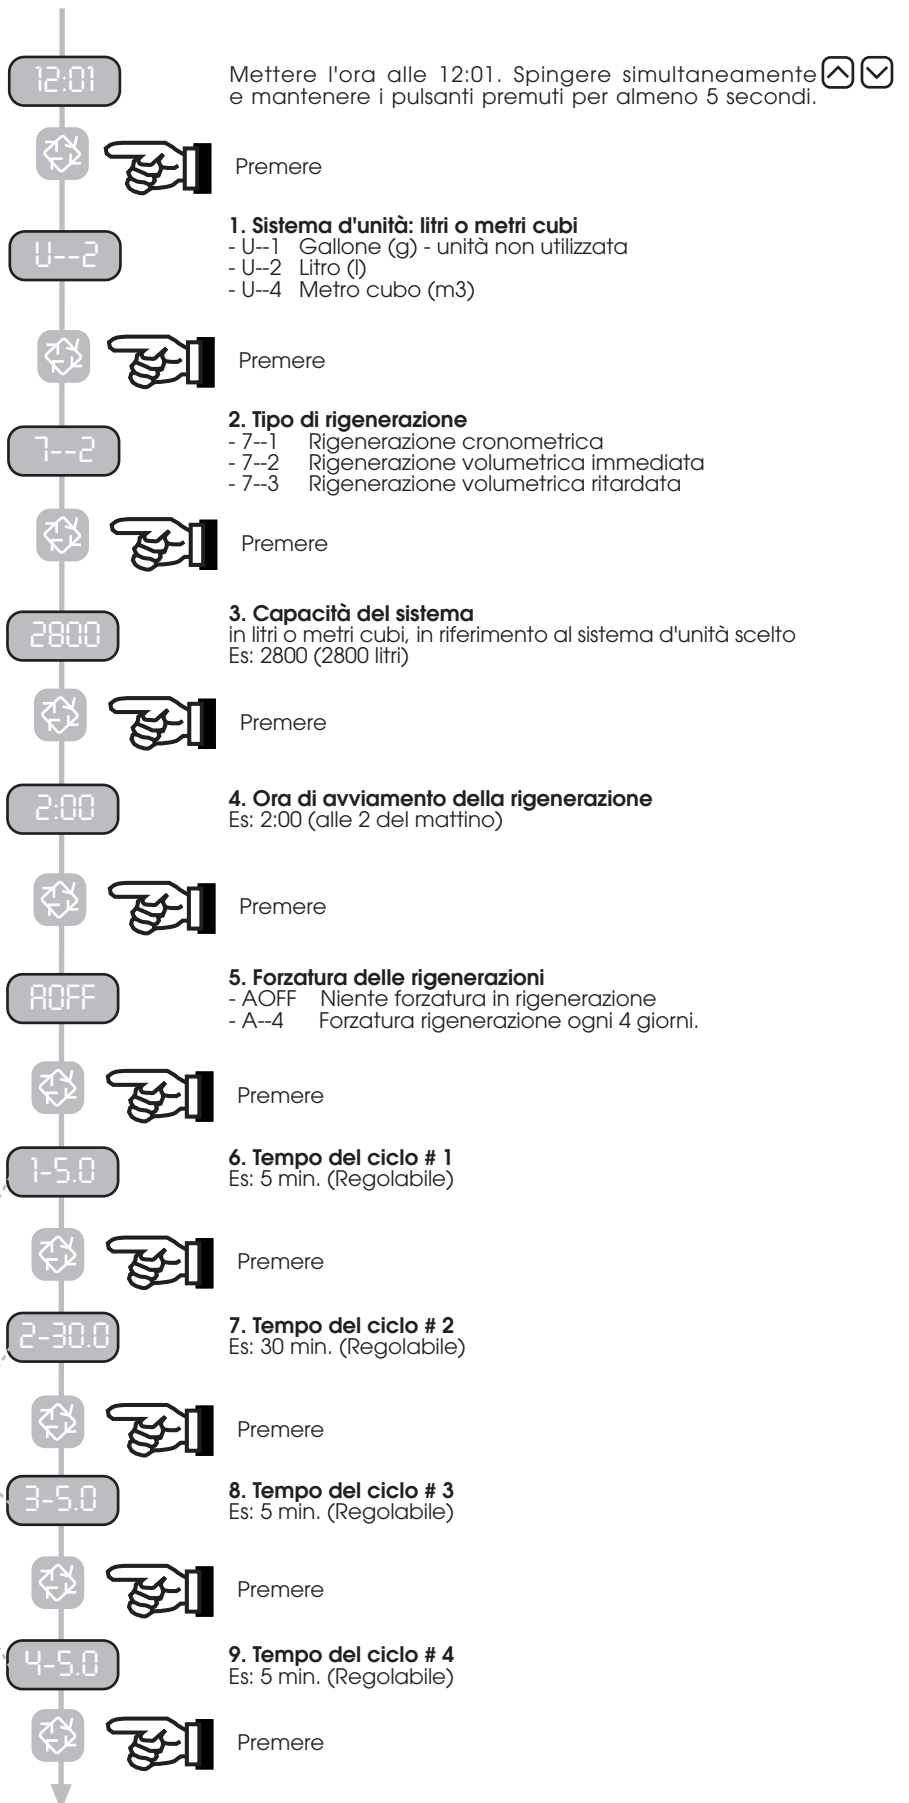 12:01
Mettere l'ora alle 12:01. Spingere simultaneamente
e mantenere i pulsanti premuti per almeno 5 secondi.
Premere
1. Sistema d'unità: litri o metri cubi
- U--1 Gallone (g) - unità non utilizzata
U--2
- U--2 Litro (l)
- U--4 Metro cubo (m3)
Premere
2. Tipo di rigenerazione
- 7--1 Rigenerazione cronometrica
7--2
- 7--2 Rigenerazione volumetrica immediata
- 7--3 Rigenerazione volumetrica ritardata
Premere
3. Capacità del sistema
2800
in litri o metri cubi, in riferimento al sistema d'unità scelto
Es: 2800 (2800 litri)
Premere
4. Ora di avviamento della rigenerazione
2:00
Es: 2:00 (alle 2 del mattino)
Premere
5. Forzatura delle rigenerazioni
AOFF
- AOFF Niente forzatura in rigenerazione
- A--4 Forzatura rigenerazione ogni 4 giorni.
Premere
6. Tempo del ciclo # 1
1-5.0
Es: 5 min. (Regolabile)
Premere
7. Tempo del ciclo # 2
2-30.0
Es: 30 min. (Regolabile)
Premere
8. Tempo del ciclo # 3
3-5.0
Es: 5 min. (Regolabile)
Premere
9. Tempo del ciclo # 4
4-5.0
Es: 5 min. (Regolabile)
Premere